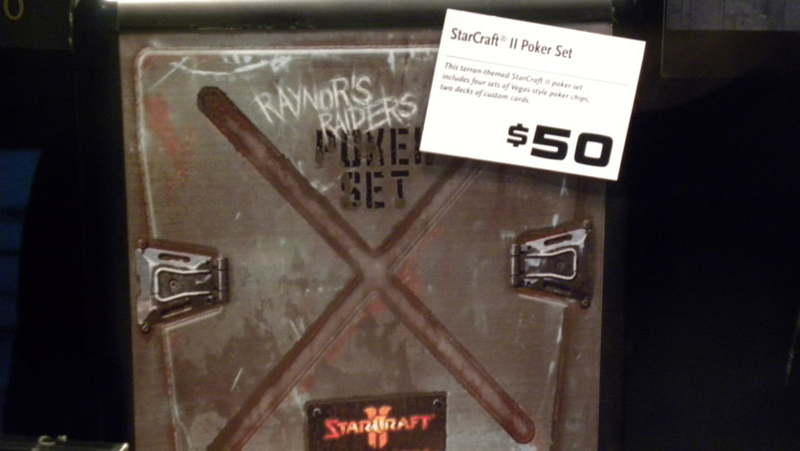 StarCraft® II Poker Set
This terran-themed StarCraft II poker set
includes four sets of Vegas style poker chips,
two decks of custom cards.
$50
RAYNOR'S
RAIDERS
POKER
SET
STARCRAFT
II
0